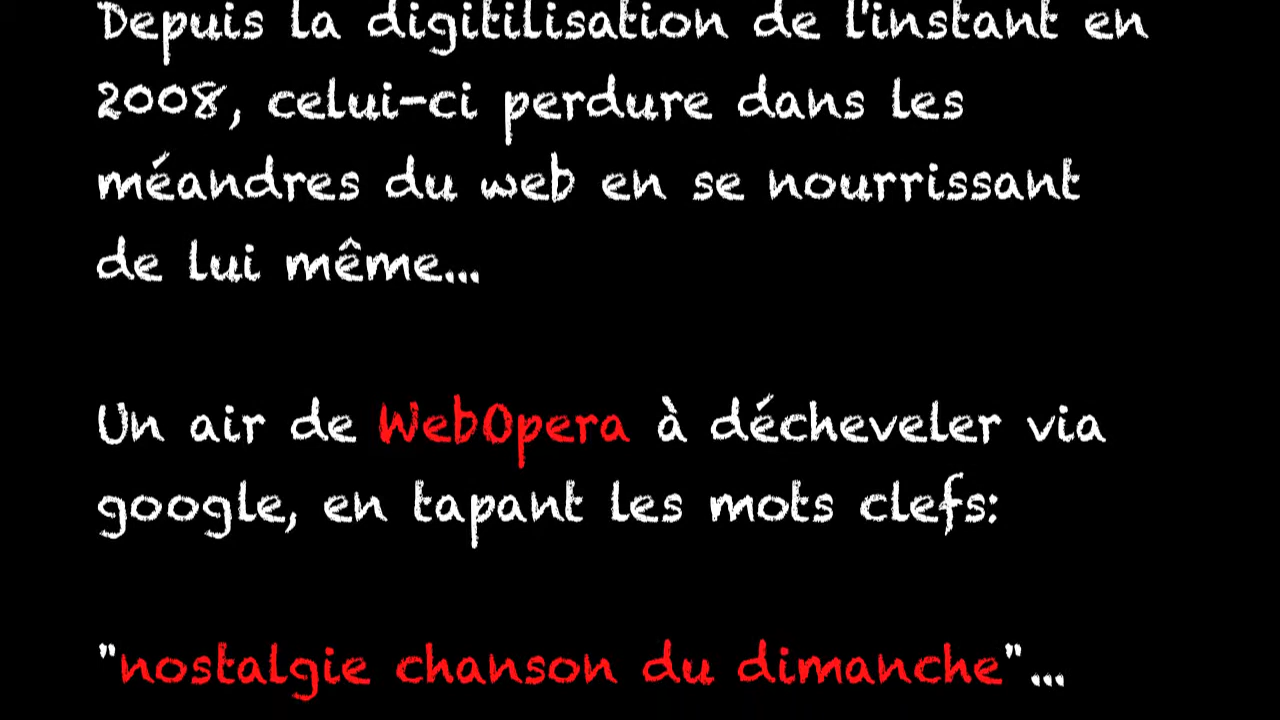 Depuis la digitilisation de l'instant en
2008, celui-ci perdure dans les
méandres du web en se nourrissant
de lui même...
Un air de WebOpera à décheveler via
google, en tapant les mots clefs:
"nostalgie chanson du dimanche"...